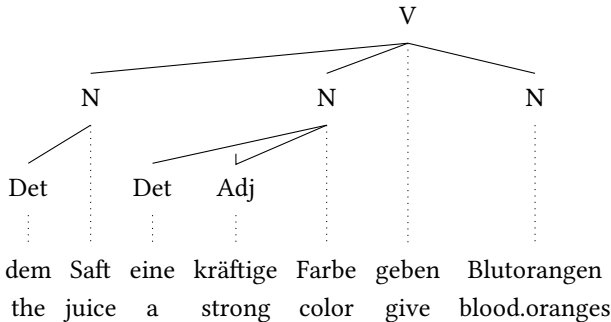 V
N N N
Det Det Adj
dem Saft eine kräftige Farbe geben Blutorangen
the juice a strong color give blood.oranges